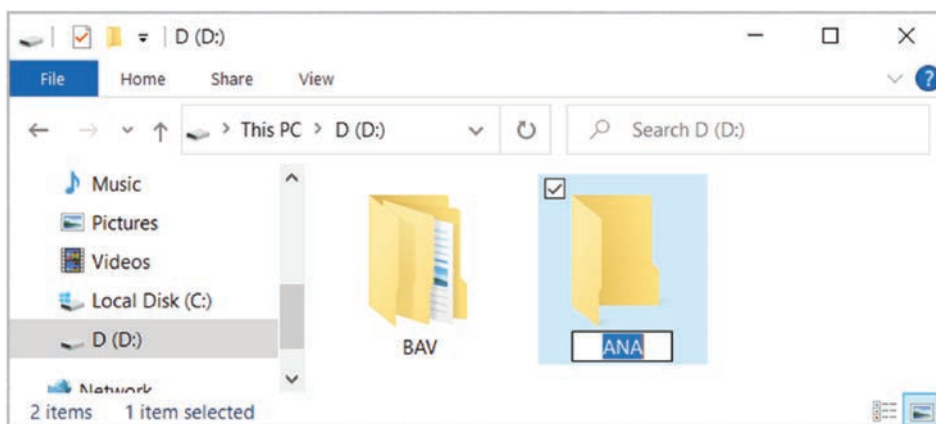 D (D:)
File Home Share View ?
This PC > D (D:) Search D (D:)
Music
Pictures
Videos
Local Disk (C:)
D (D:)
Network
BAV
ANA
2 items 1 item selected